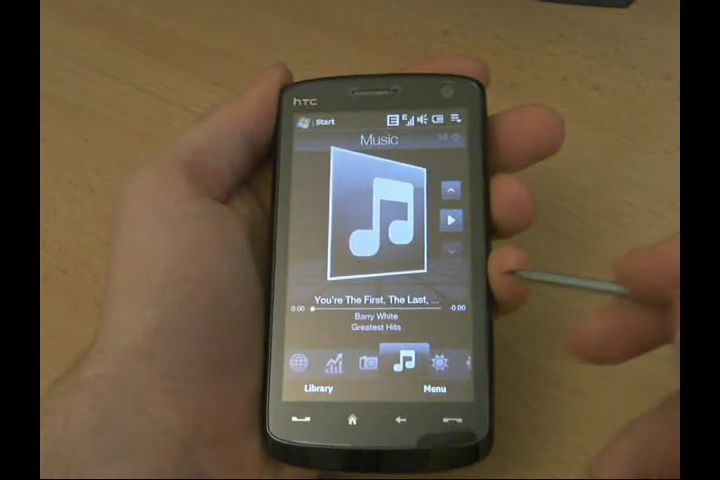 hTC
Start
Music
You're The First, The Last, ...
0:00
-0:00
Barry White
Greatest Hits
Library
Menu